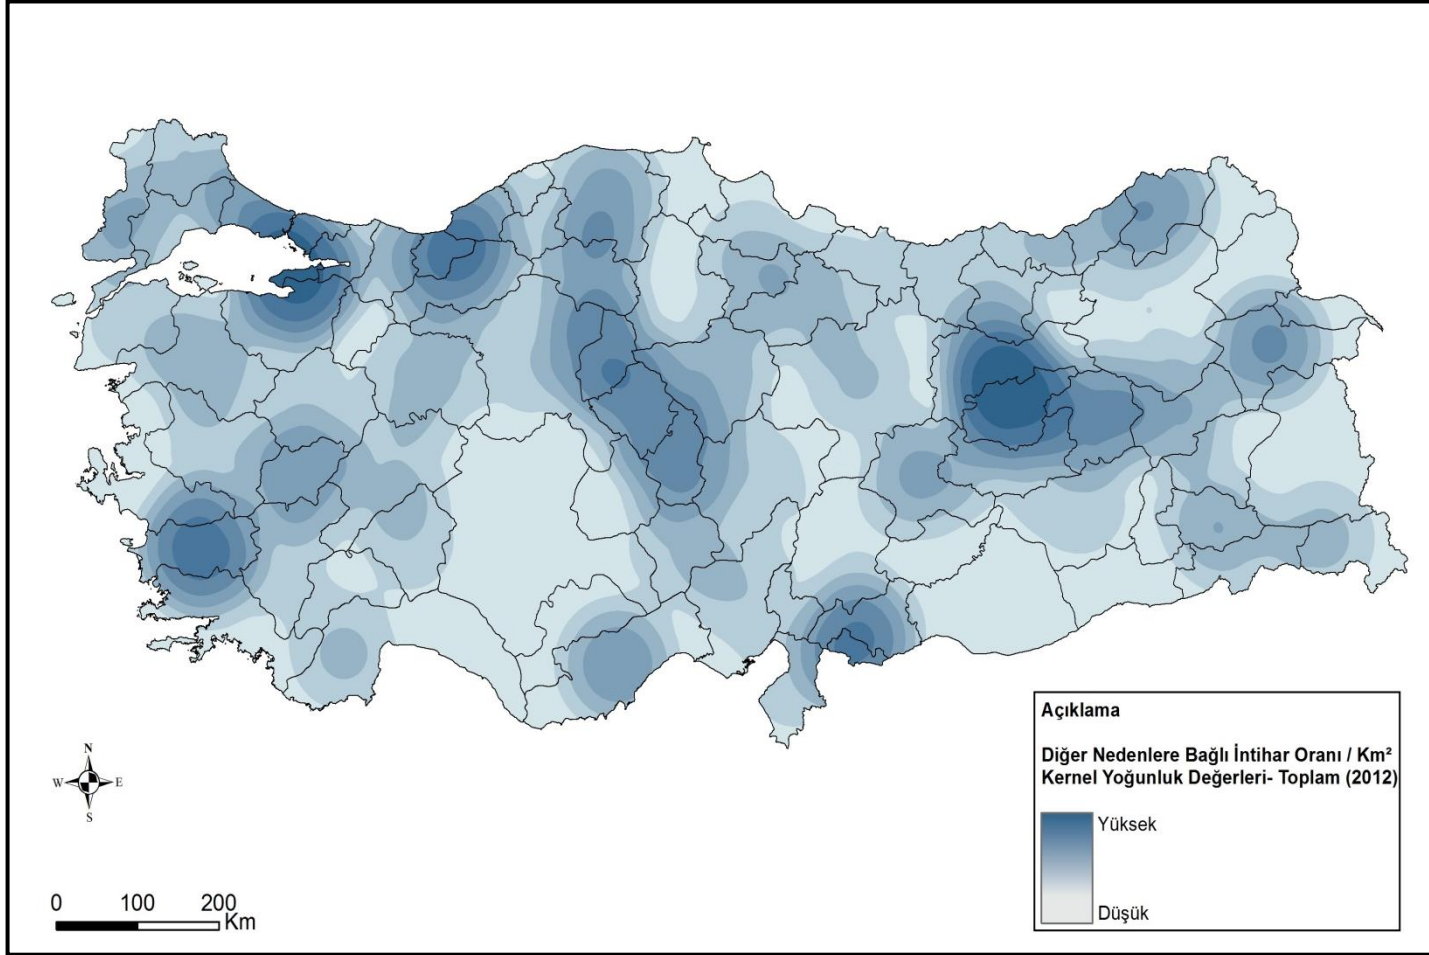 N
W E
S
0 100 200
Km
Açıklama
Diğer Nedenlere Bağlı İntihar Oranı / Km²
Kernel Yoğunluk Değerleri- Toplam (2012)
Yüksek
Düşük